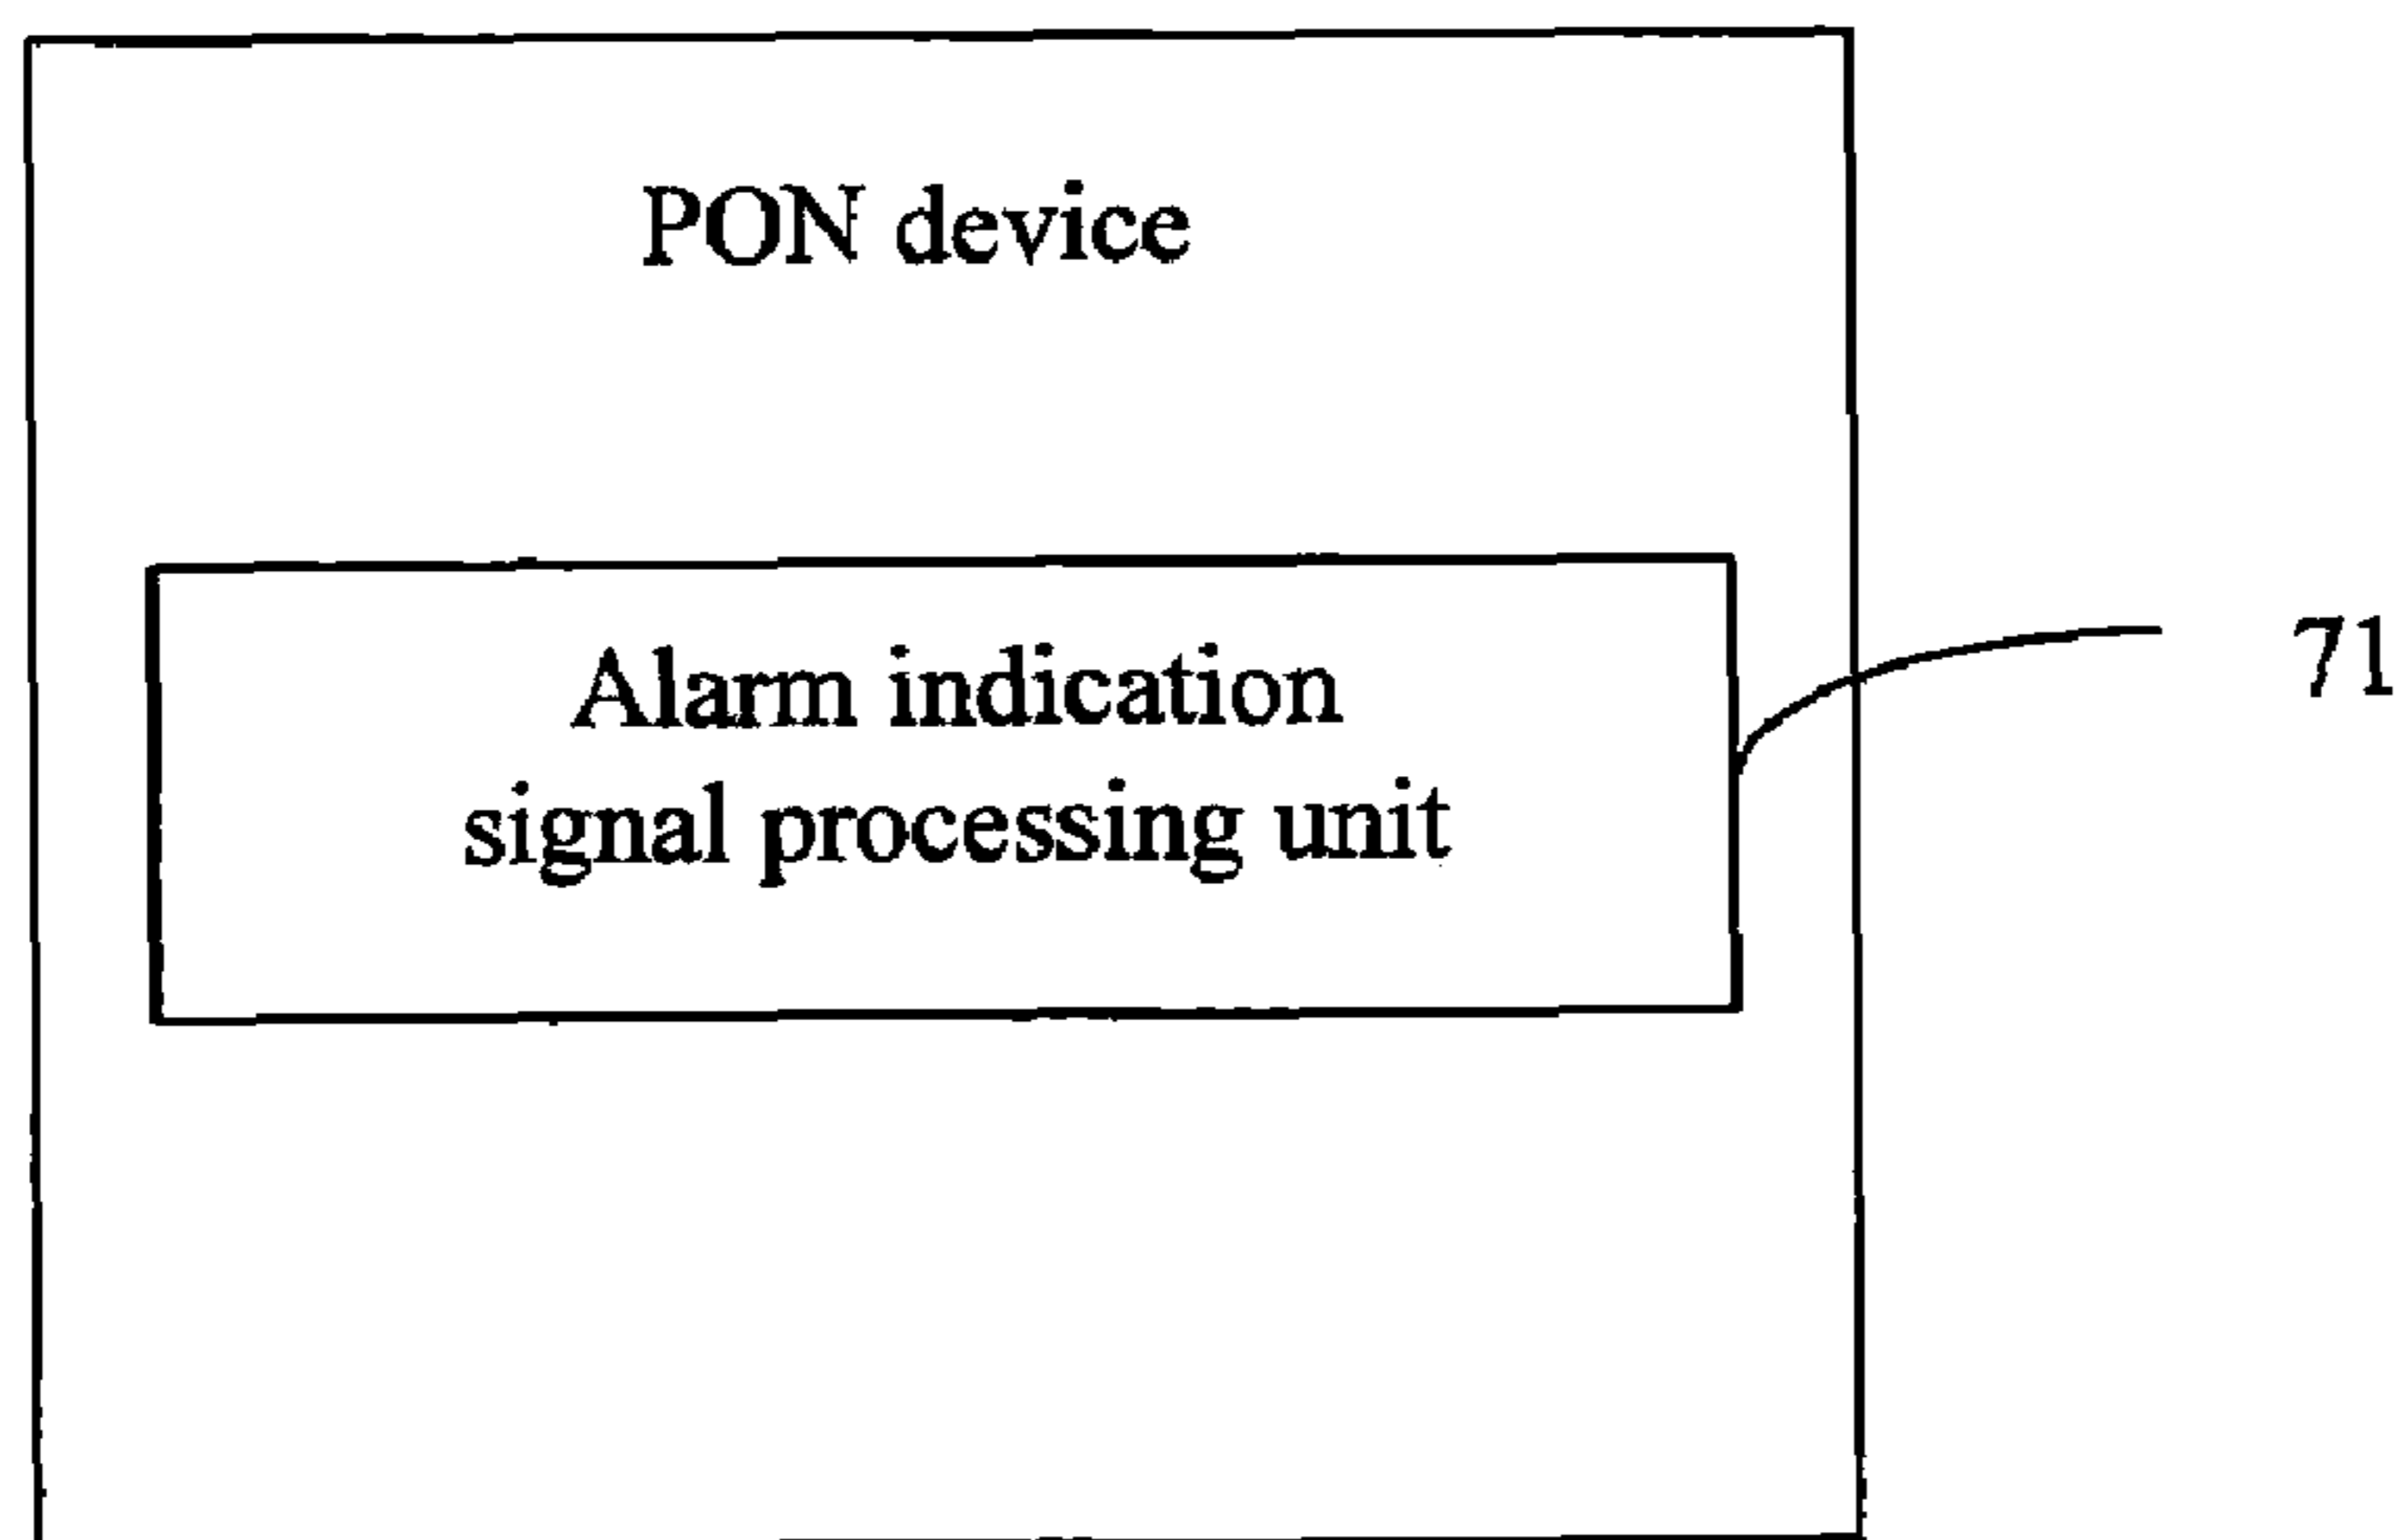 PON device
Alarm indication
signal processing unit
71